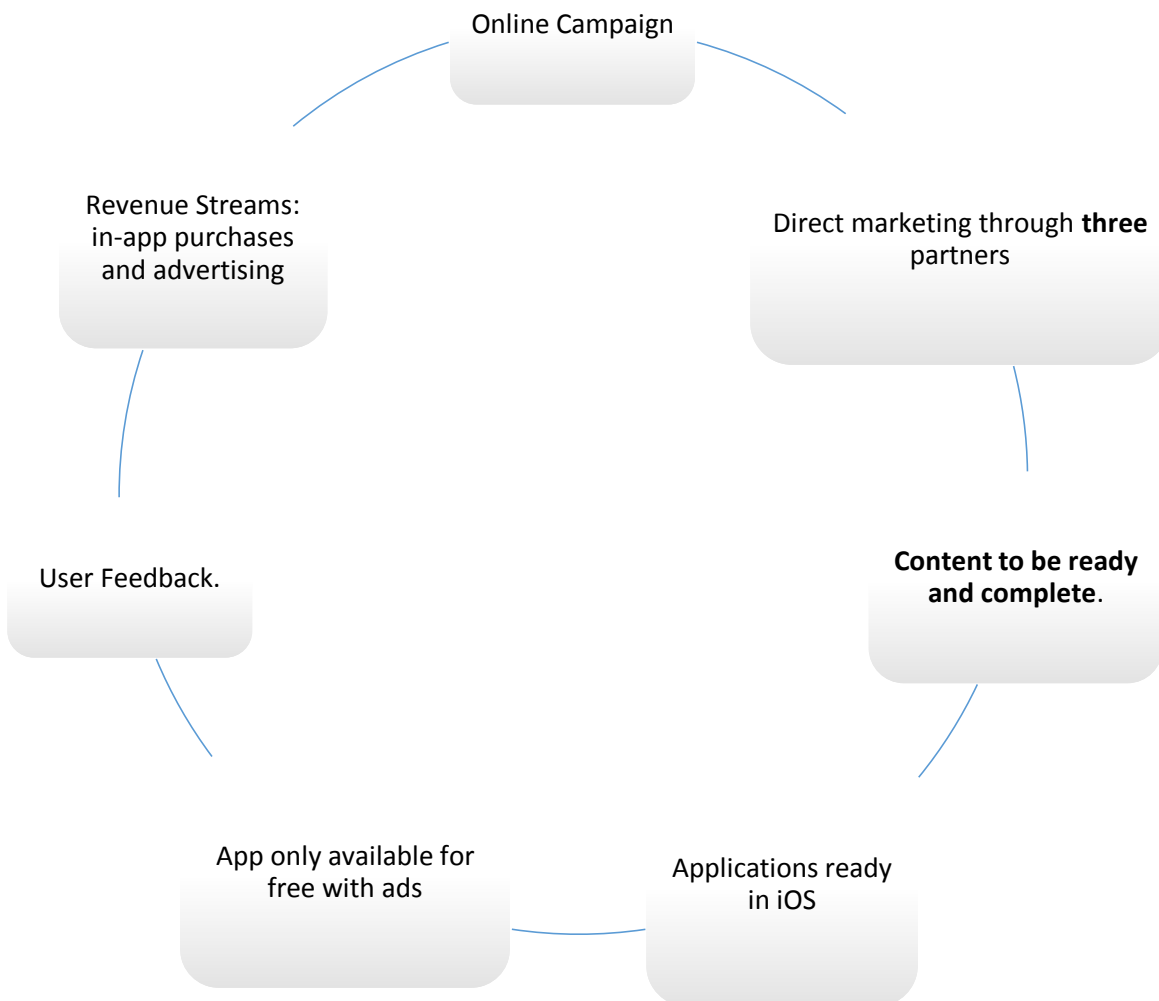 Online Campaign
Direct marketing through three
partners
Content to be ready
and complete.
Applications ready
in iOS
App only available for
free with ads
User Feedback.
Revenue Streams:
in-app purchases
and advertising